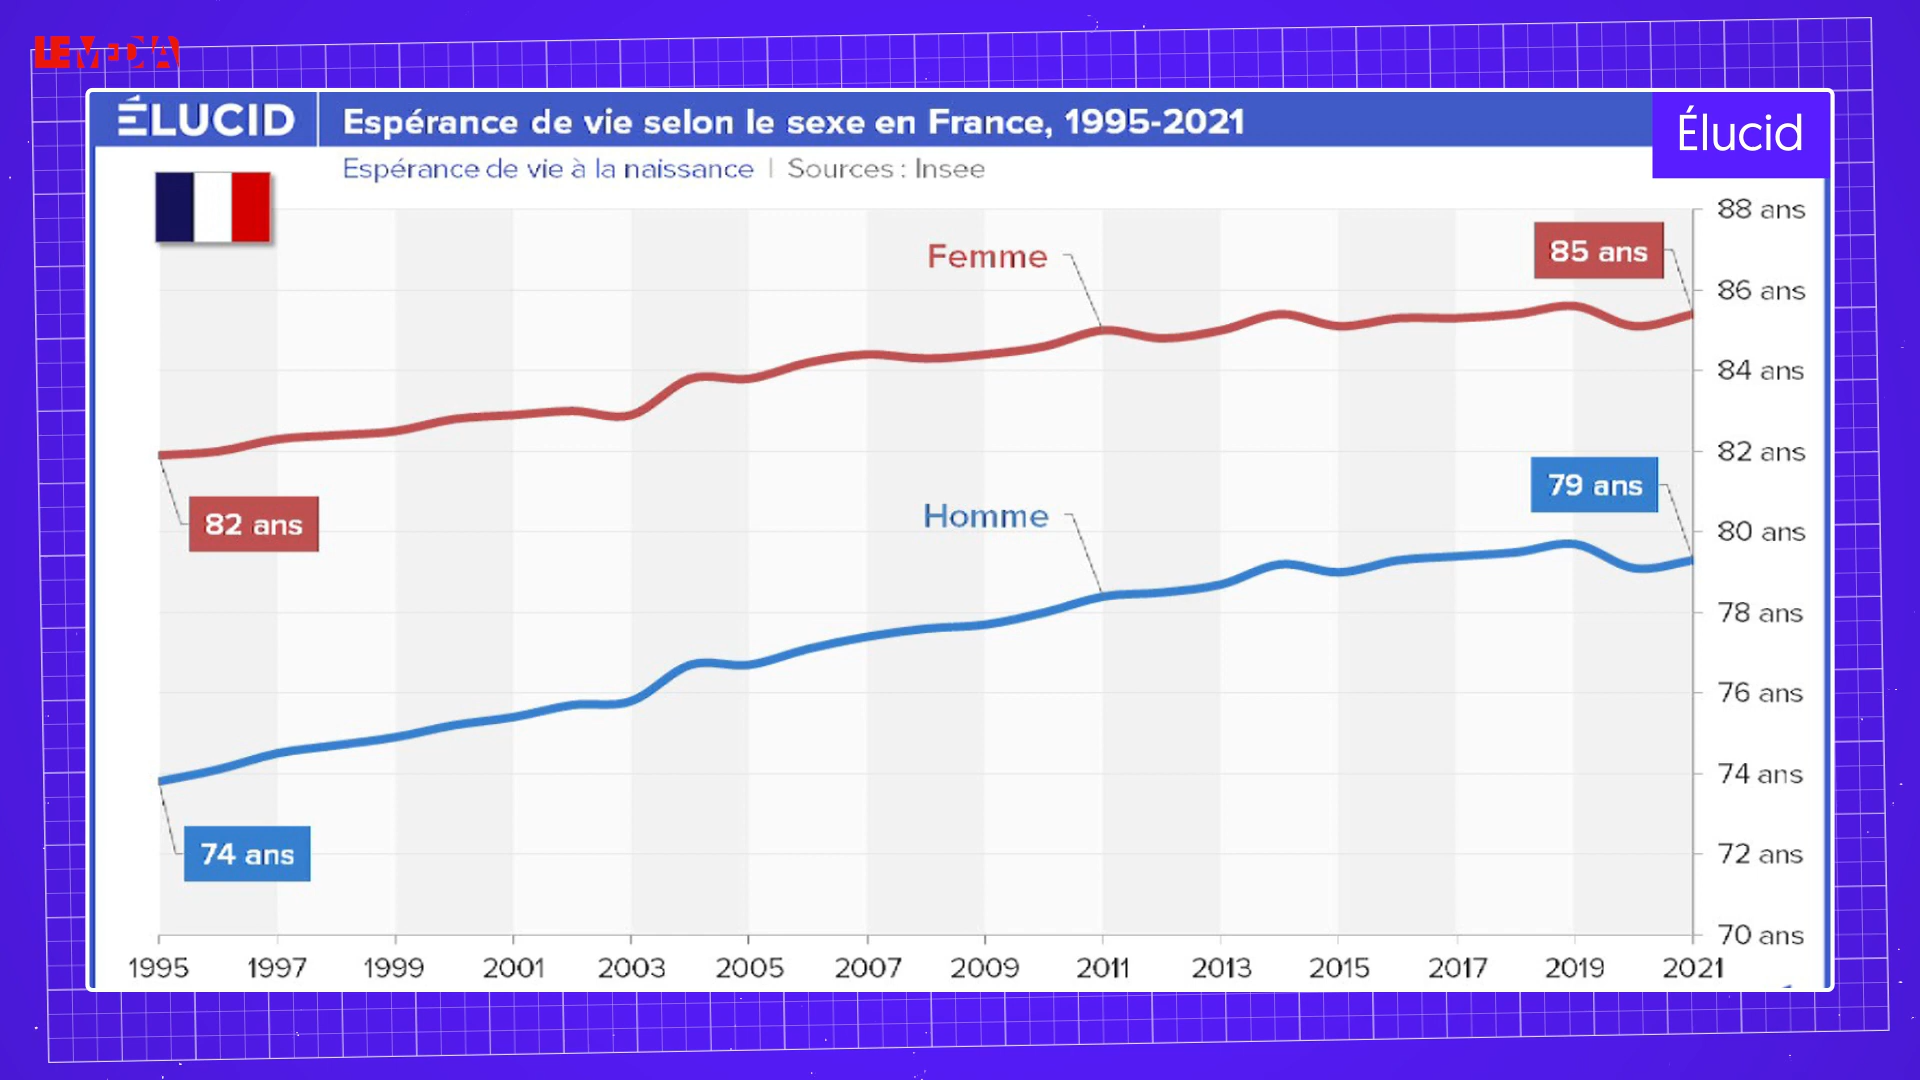 LEMEDIA
ÉLUCID
Espérance de vie selon le sexe en France, 1995-2021
Élucid
Espérance de vie à la naissance | Sources : Insee
88 ans
Femme
85 ans
86 ans
84 ans
82 ans
82 ans
79 ans
Homme
80 ans
78 ans
76 ans
74 ans
74 ans
72 ans
70 ans
1995 1997 1999 2001 2003 2005 2007 2009 2011 2013 2015 2017 2019 2021